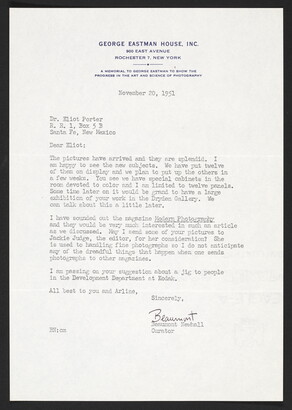 GEORGE EASTMAN HOUSE, INC.
900 EAST AVENUE
ROCHESTER 7, NEW YORK
A MEMORIAL TO GEORGE EASTMAN TO SHOW THE
PROGRESS IN THE ART AND SCIENCE OF PHOTOGRAPHY
November 20, 1951
Dr. Eliot Porter
R. R. 1, Box 5 B
Santa Fe, New Mexico
Dear Eliot:
The pictures have arrived and they are splendid. I
am happy to see the new subjects. We have put twelve
of them on display and we plan to put up the others in
a few weeks. You see we have special cabinets in the
room devoted to color and I am limited to twelve panels.
Some time later on it would be grand to have a large
exhibition of your work in the Dryden Gallery. We
can talk about this a little later.
I have sounded out the magazine Modern Photography
and they would be very much interested in such an article
as we discussed. May I send some of your pictures to
Jackie Judge, the editor, for her consideration? She
is used to handling fine photographs so I do not anticipate
any of the dreadful things that happen when one sends
photographs to other magazines.
I am passing on your suggestion about a jig to people
in the Development Department at Kodak.
All best to you and Arline,
Sincerely,
Beaumont
Beaumont Newhall
Curator